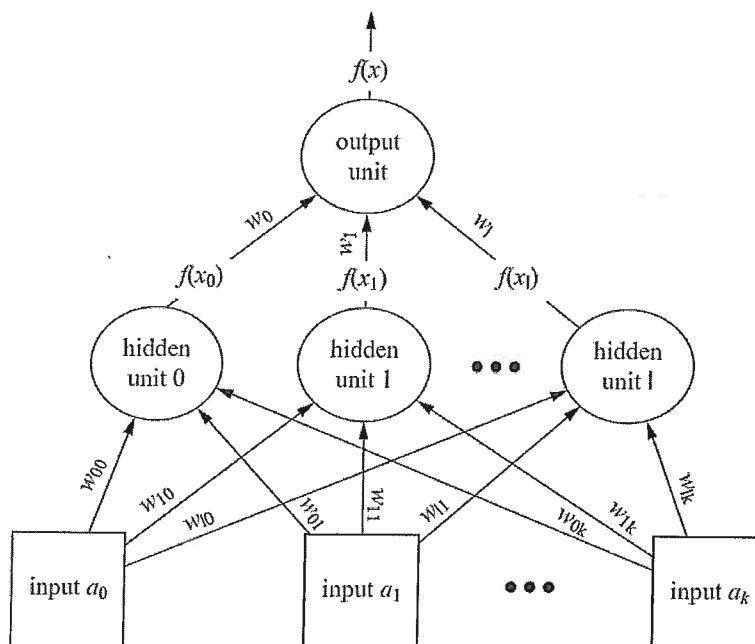 f(x)
output
unit
w0
w1
wl
f(x0)
f(x1)
f(xl)
hidden
unit 0
hidden
unit 1
hidden
unit l
w00
w10
wl0
w01
w11
wl1
w0k
w1k
wlk
input a0
input a1
input ak